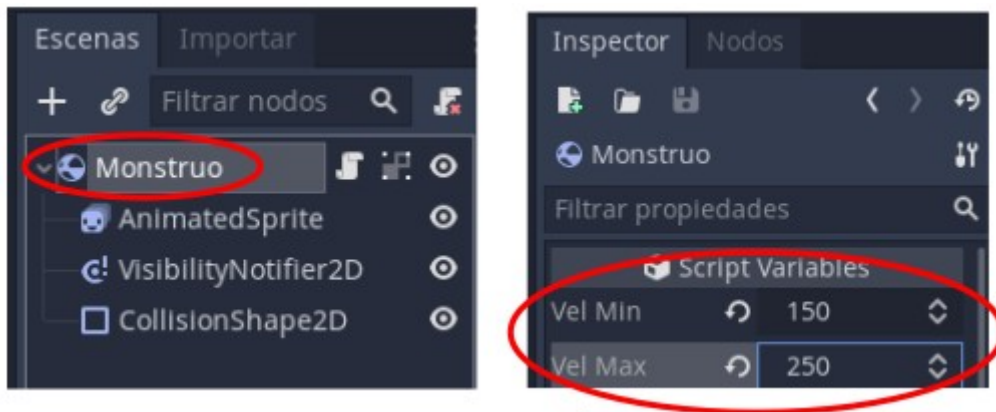 Escenas Importar
Filtrar nodos
Monstruo
AnimatedSprite
VisibilityNotifier2D
CollisionShape2D
Inspector Nodos
Monstruo
Filtrar propiedades
Script Variables
Vel Min 150
Vel Max 250